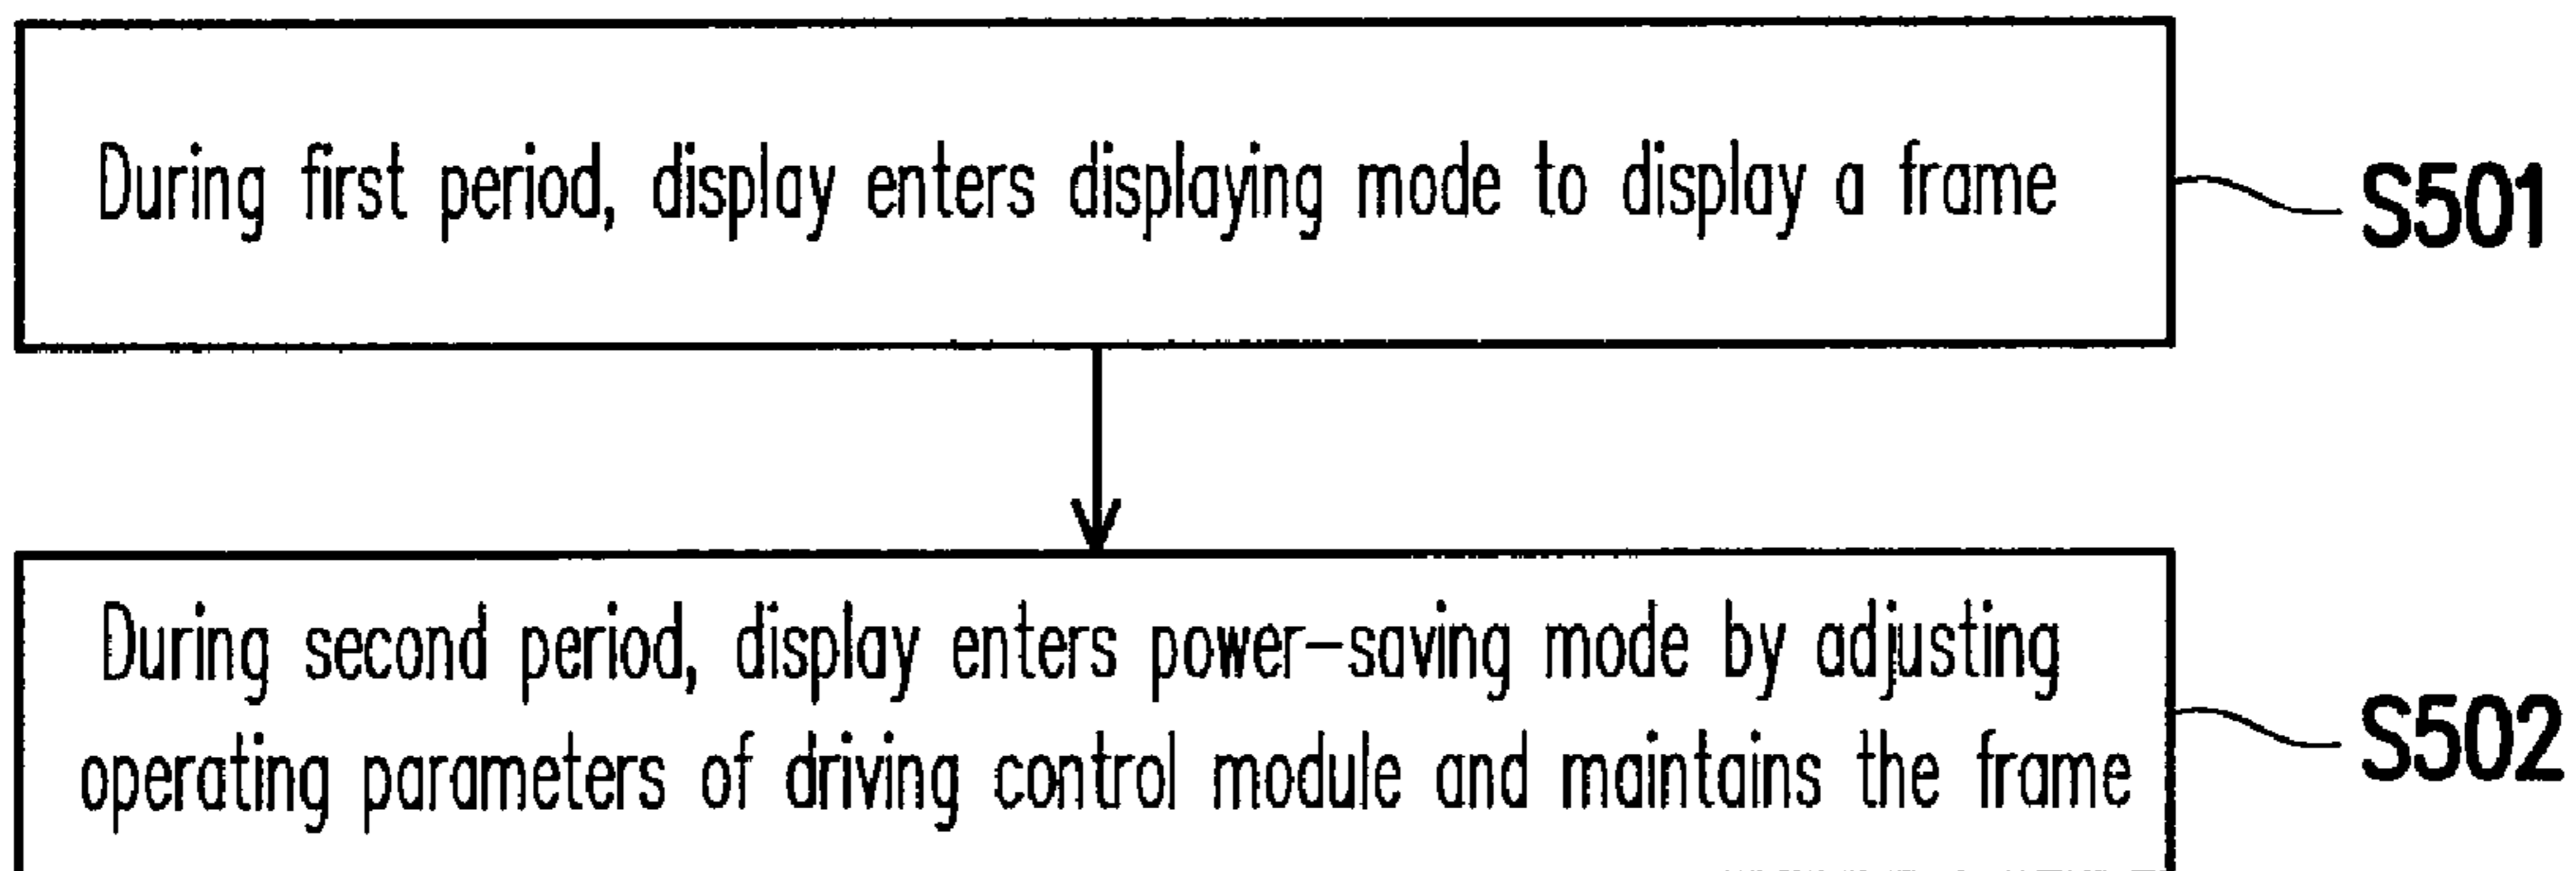 During first period, display enters displaying mode to display a frame
S501
During second period, display enters power-saving mode by adjusting
operating parameters of driving control module and maintains the frame
S502